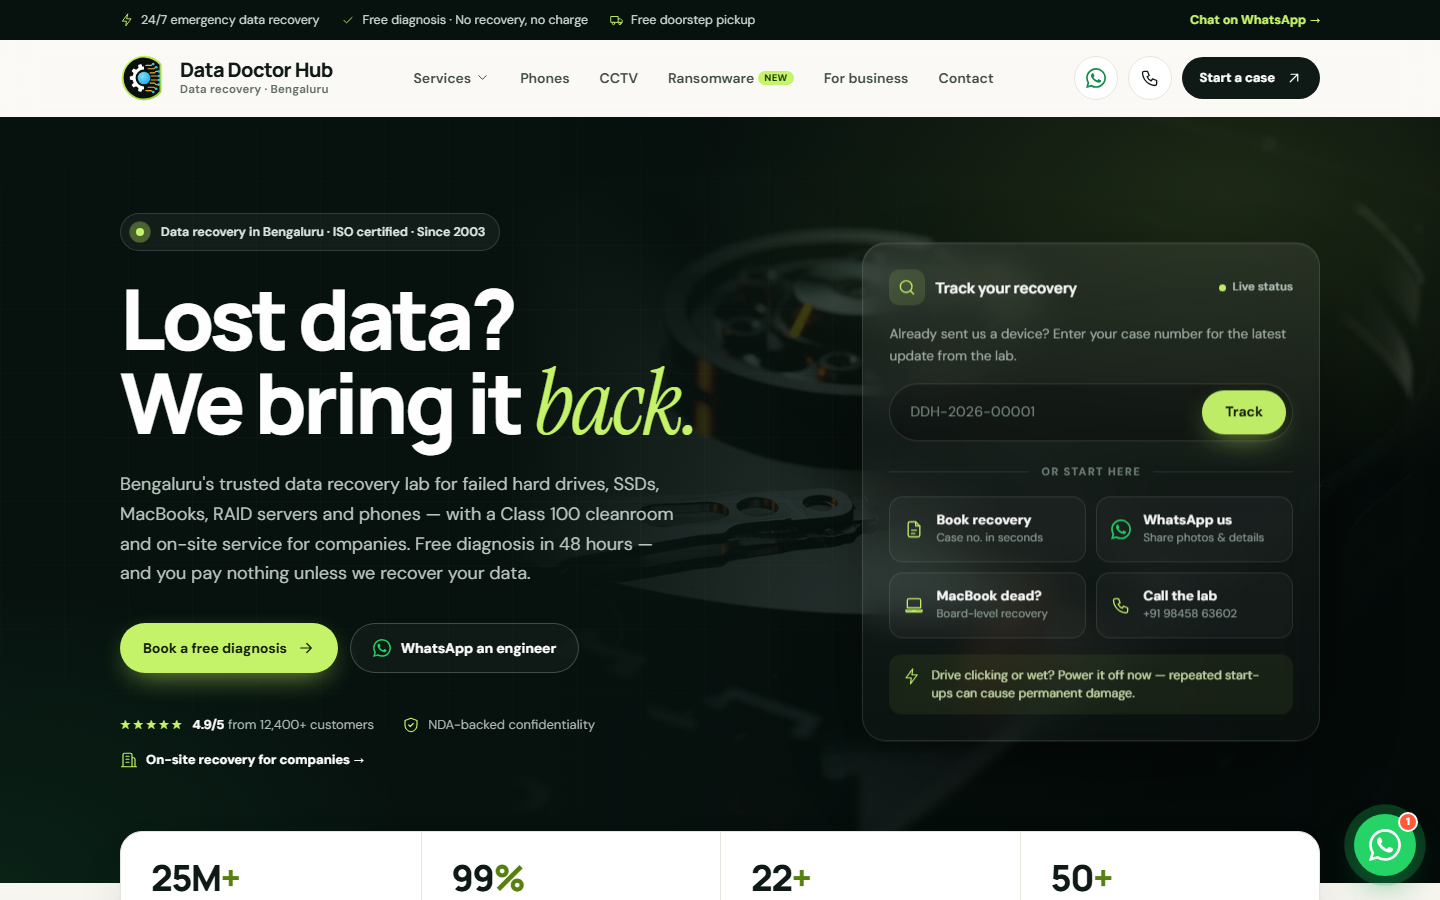 24/7 emergency data recovery
Free diagnosis · No recovery, no charge
Free doorstep pickup
Chat on WhatsApp →
Data Doctor Hub
Data recovery · Bengaluru
Services
Phones
CCTV
Ransomware NEW
For business
Contact
Start a case
Data recovery in Bengaluru · ISO certified · Since 2003
Lost data?
We bring it back.
Bengaluru's trusted data recovery lab for failed hard drives, SSDs,
MacBooks, RAID servers and phones — with a Class 100 cleanroom
and on-site service for companies. Free diagnosis in 48 hours —
and you pay nothing unless we recover your data.
Book a free diagnosis →
WhatsApp an engineer
★★★★★ 4.9/5 from 12,400+ customers
NDA-backed confidentiality
On-site recovery for companies →
Track your recovery
Live status
Already sent us a device? Enter your case number for the latest
update from the lab.
DDH-2026-00001
Track
OR START HERE
Book recovery
Case no. in seconds
WhatsApp us
Share photos & details
MacBook dead?
Board-level recovery
Call the lab
+91 98458 63602
Drive clicking or wet? Power it off now — repeated start-
ups can cause permanent damage.
25M+
99%
22+
50+
1